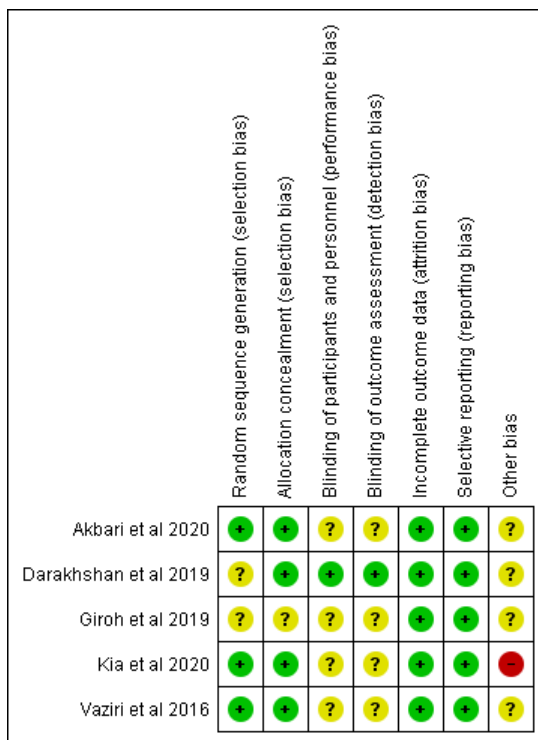 Random sequence generation (selection bias)
Allocation concealment (selection bias)
Blinding of participants and personnel (performance bias)
Blinding of outcome assessment (detection bias)
Incomplete outcome data (attrition bias)
Selective reporting (reporting bias)
Other bias
Akbari et al 2020 + + ? ? + + ?
Darakhshan et al 2019 ? + + + + + ?
Giroh et al 2019 ? ? ? ? + + ?
Kia et al 2020 + + ? ? + + -
Vaziri et al 2016 + + ? ? + + ?